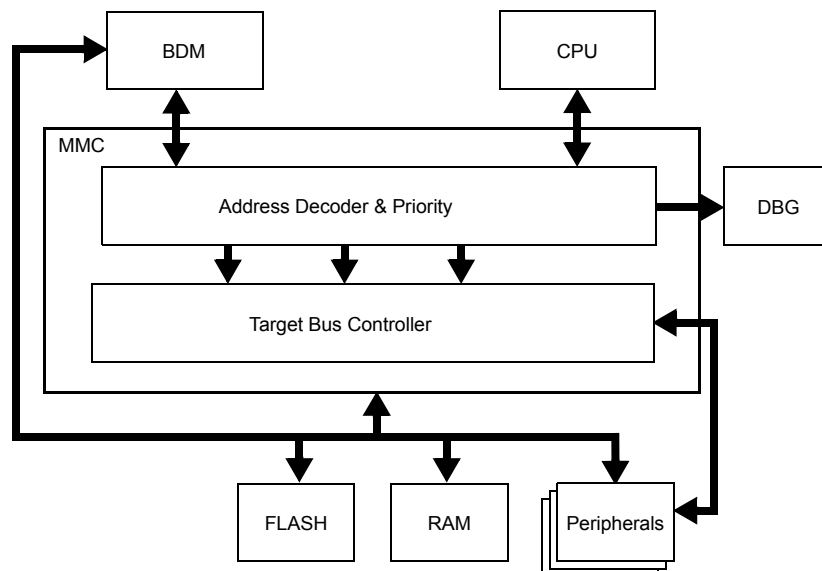 BDM
CPU
MMC
Address Decoder & Priority
DBG
Target Bus Controller
FLASH
RAM
Peripherals